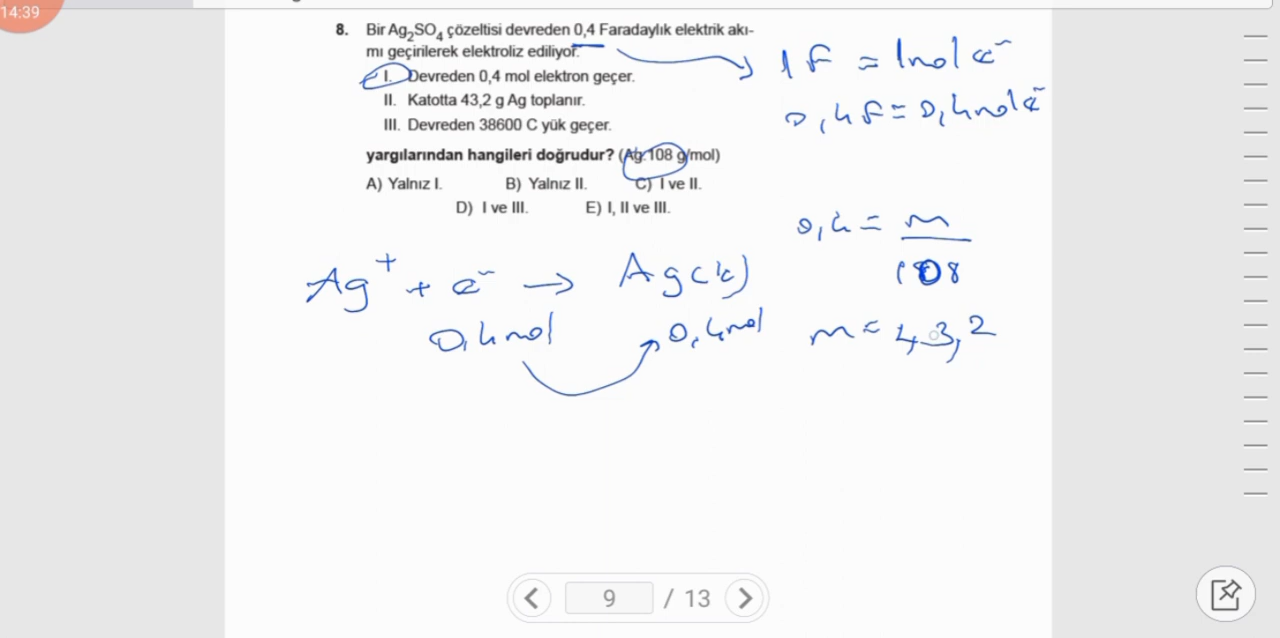 14:39
8. Bir Ag₂SO₄ çözeltisi devreden 0,4 Faradaylık elektrik akı-
mı geçirilerek elektroliz ediliyor.
I. Devreden 0,4 mol elektron geçer.
II. Katotta 43,2 g Ag toplanır.
III. Devreden 38600 C yük geçer.
yargılarından hangileri doğrudur? (Ag:108 g/mol)
A) Yalnız I. B) Yalnız II. C) I ve II.
D) I ve III. E) I, II ve III.
1F = 1mol e⁻
0,4F = 0,4mol e⁻
0,4 = m
108
m = 43,2
Ag⁺ + e⁻ → Ag(k)
0,4mol 0,4mol
9 / 13